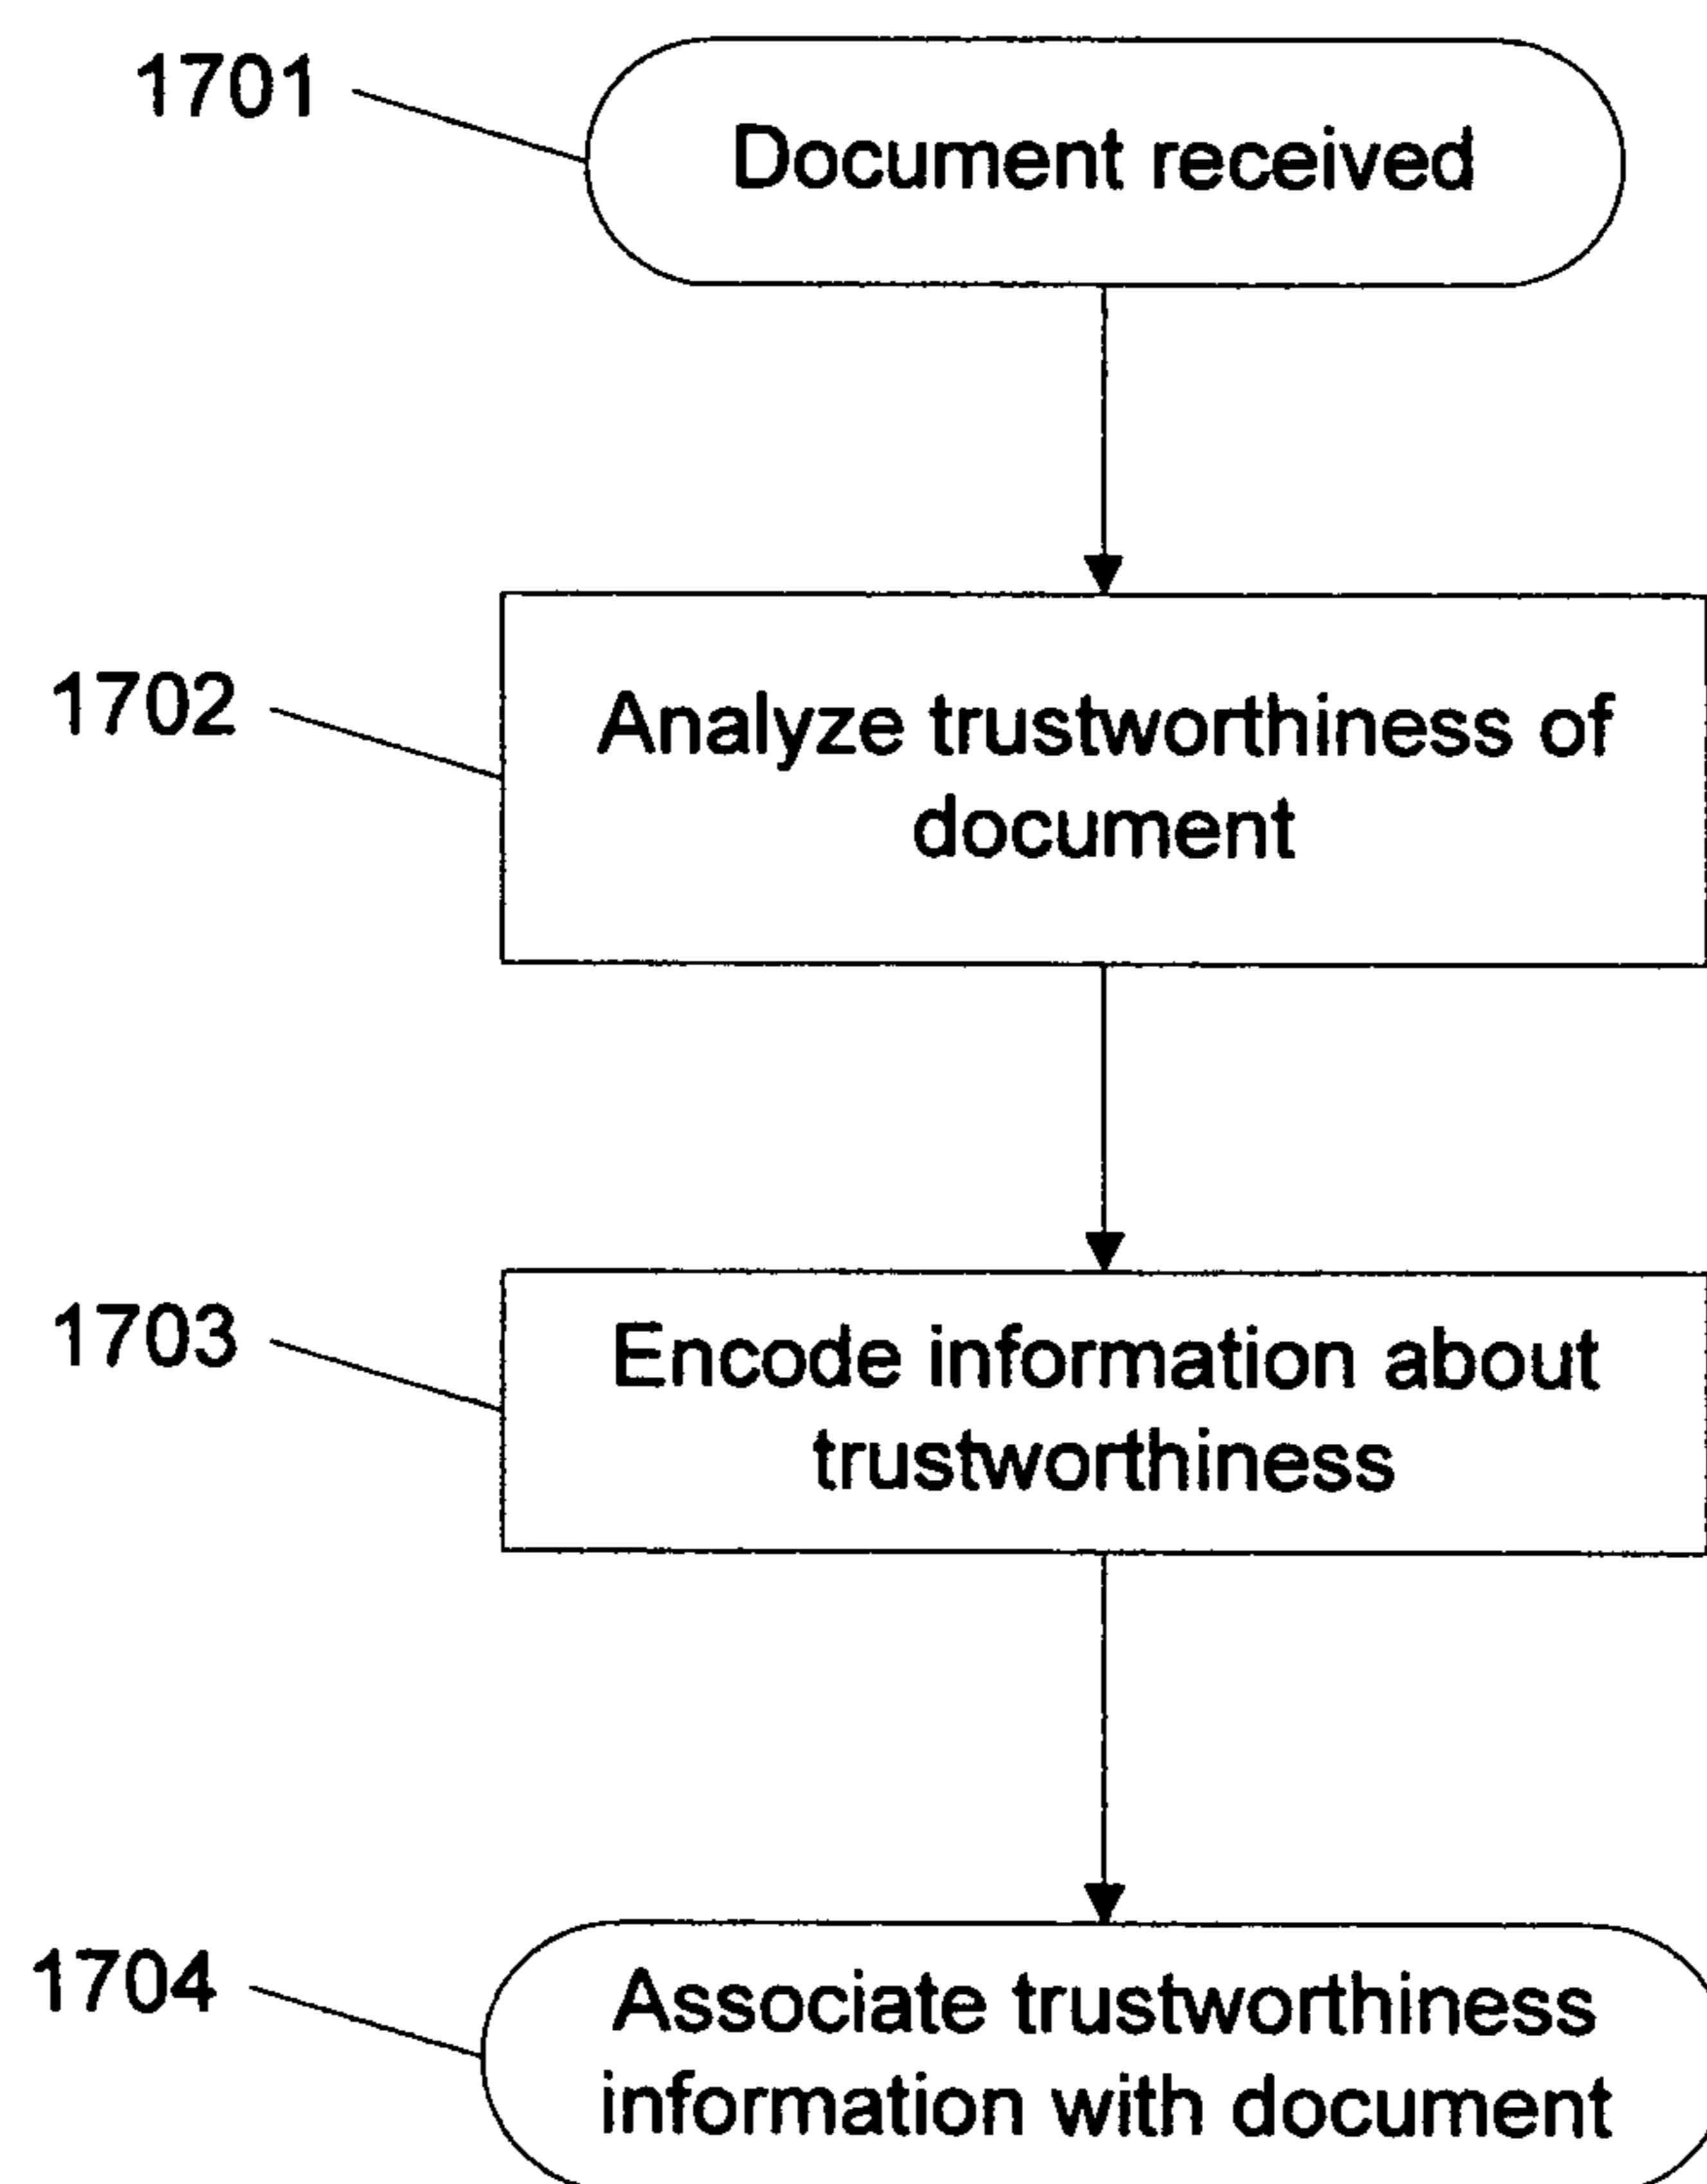 1701
Document received
1702
Analyze trustworthiness of
document
1703
Encode information about
trustworthiness
1704
Associate trustworthiness
information with document